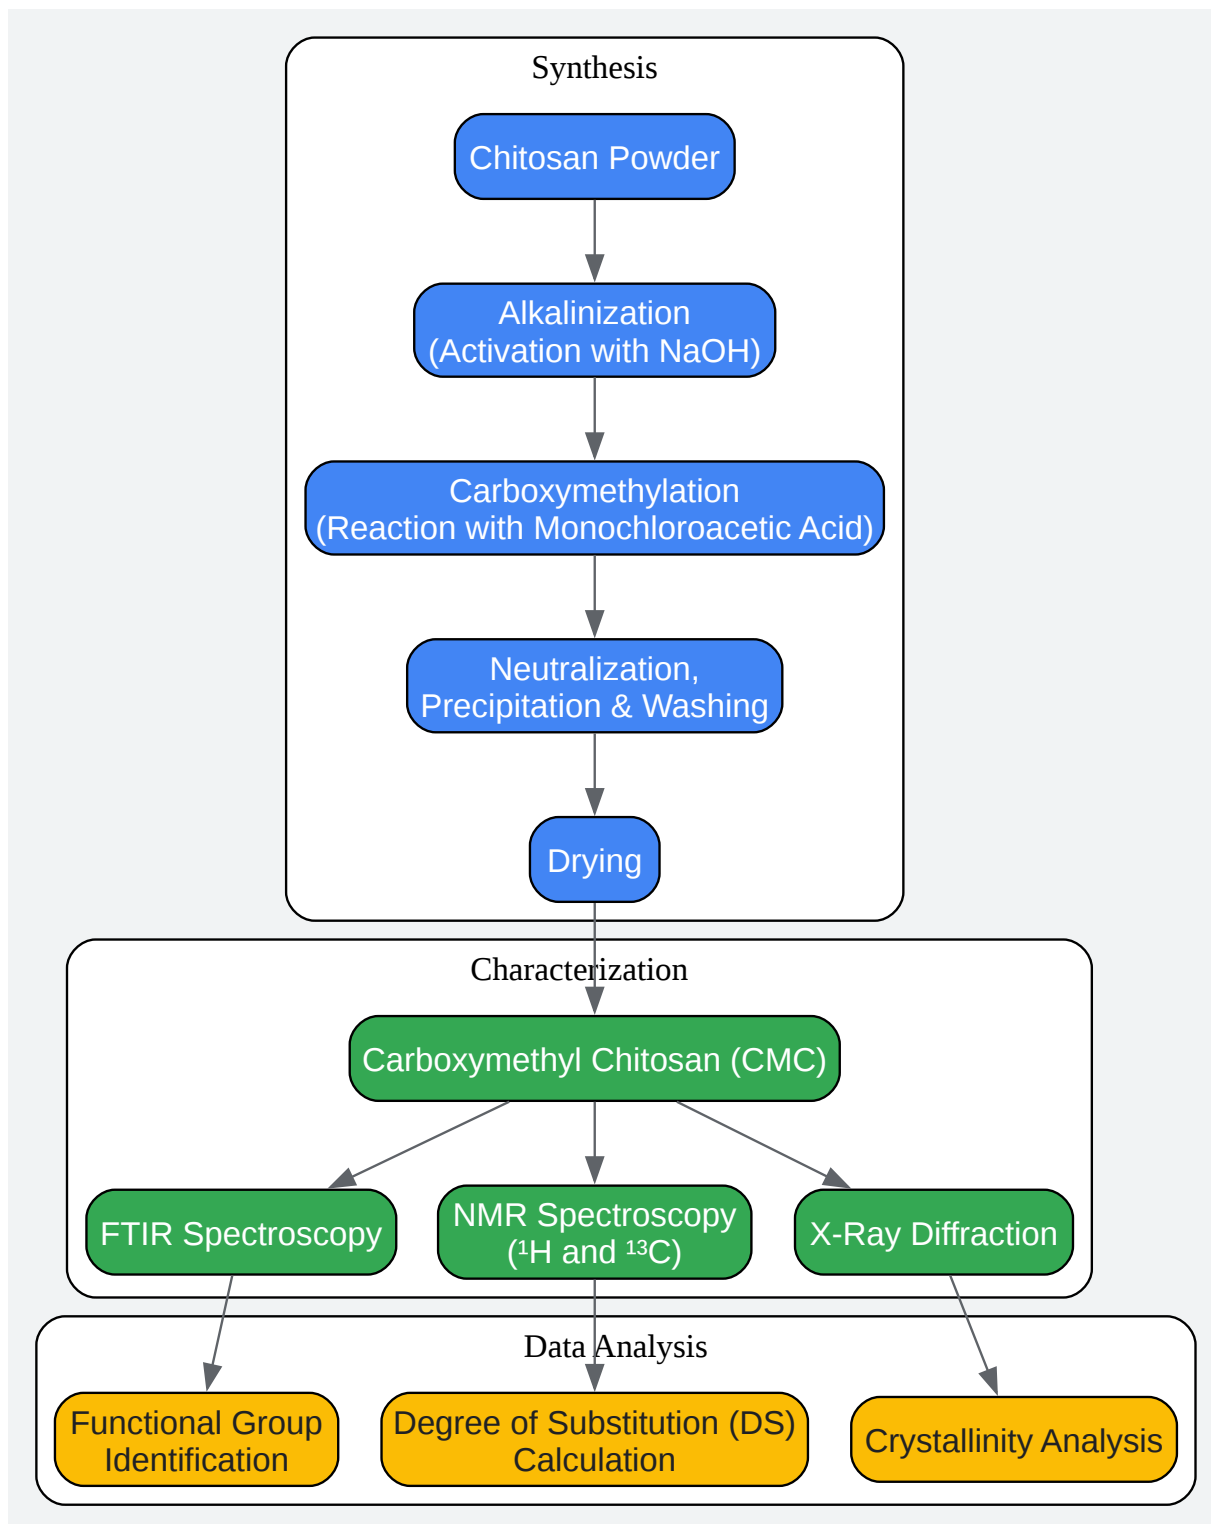 Synthesis
Chitosan Powder
Alkalinization
(Activation with NaOH)
Carboxymethylation
(Reaction with Monochloroacetic Acid)
Neutralization,
Precipitation & Washing
Drying
Characterization
Carboxymethyl Chitosan (CMC)
FTIR Spectroscopy
NMR Spectroscopy
(¹H and ¹³C)
X-Ray Diffraction
Data Analysis
Functional Group
Identification
Degree of Substitution (DS)
Calculation
Crystallinity Analysis